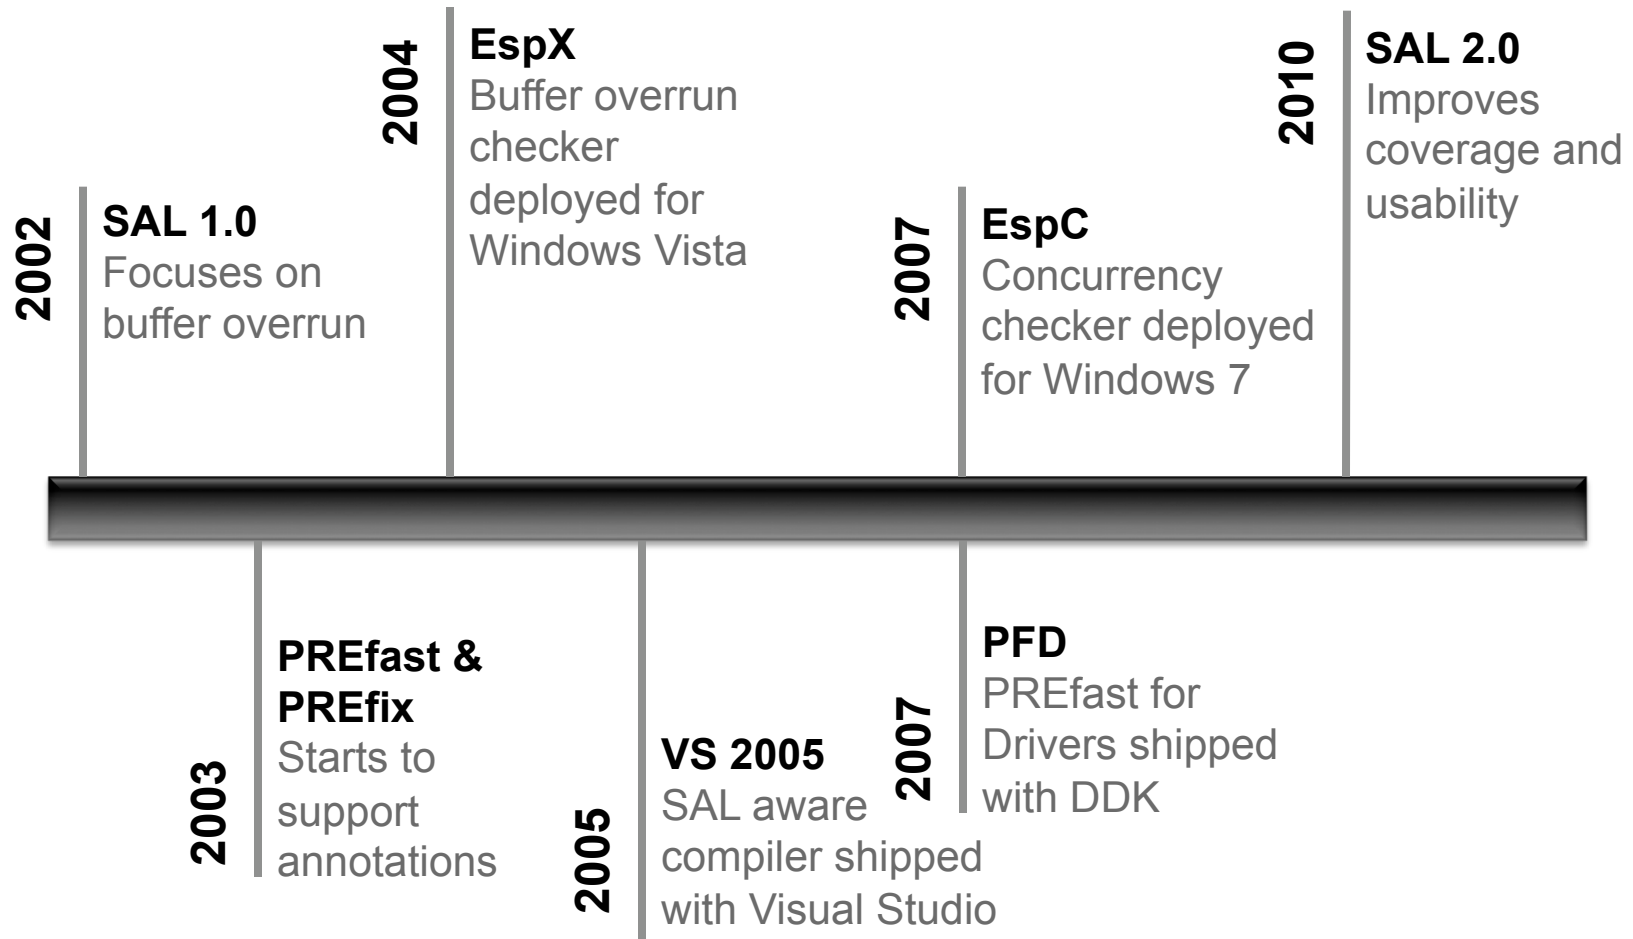 2002
SAL 1.0
Focuses on
buffer overrun
2004
EspX
Buffer overrun
checker
deployed for
Windows Vista
2007
EspC
Concurrency
checker deployed
for Windows 7
2010
SAL 2.0
Improves
coverage and
usability
2003
PREfast &
PREfix
Starts to
support
annotations
2005
VS 2005
SAL aware
compiler shipped
with Visual Studio
2007
PFD
PREfast for
Drivers shipped
with DDK